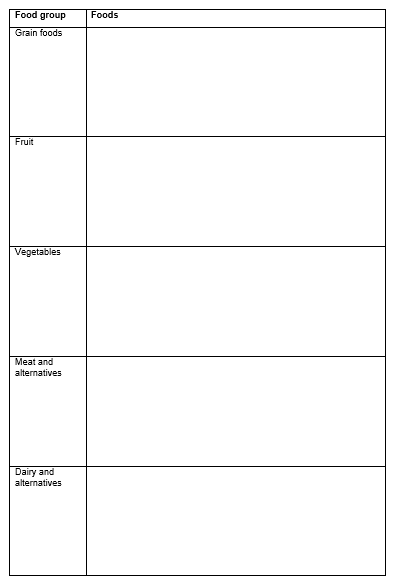 Food group Foods
Grain foods
Fruit
Vegetables
Meat and
alternatives
Dairy and
alternatives